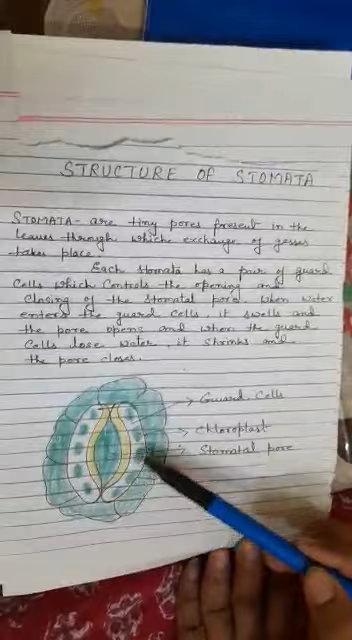 STRUCTURE OF STOMATA
STOMATA - are tiny pores present in the
leaves through which exchange of gesses
takes place.
Each stomata has a pair of guard
cells which controls the opening and
closing of the stomatal pore. When water
enters the guard cells, it swells and
the pore opens and when the guard
cells lose water, it shrinks and
the pore closes.
Guard Cells
Chloroplast
Stomatal pore